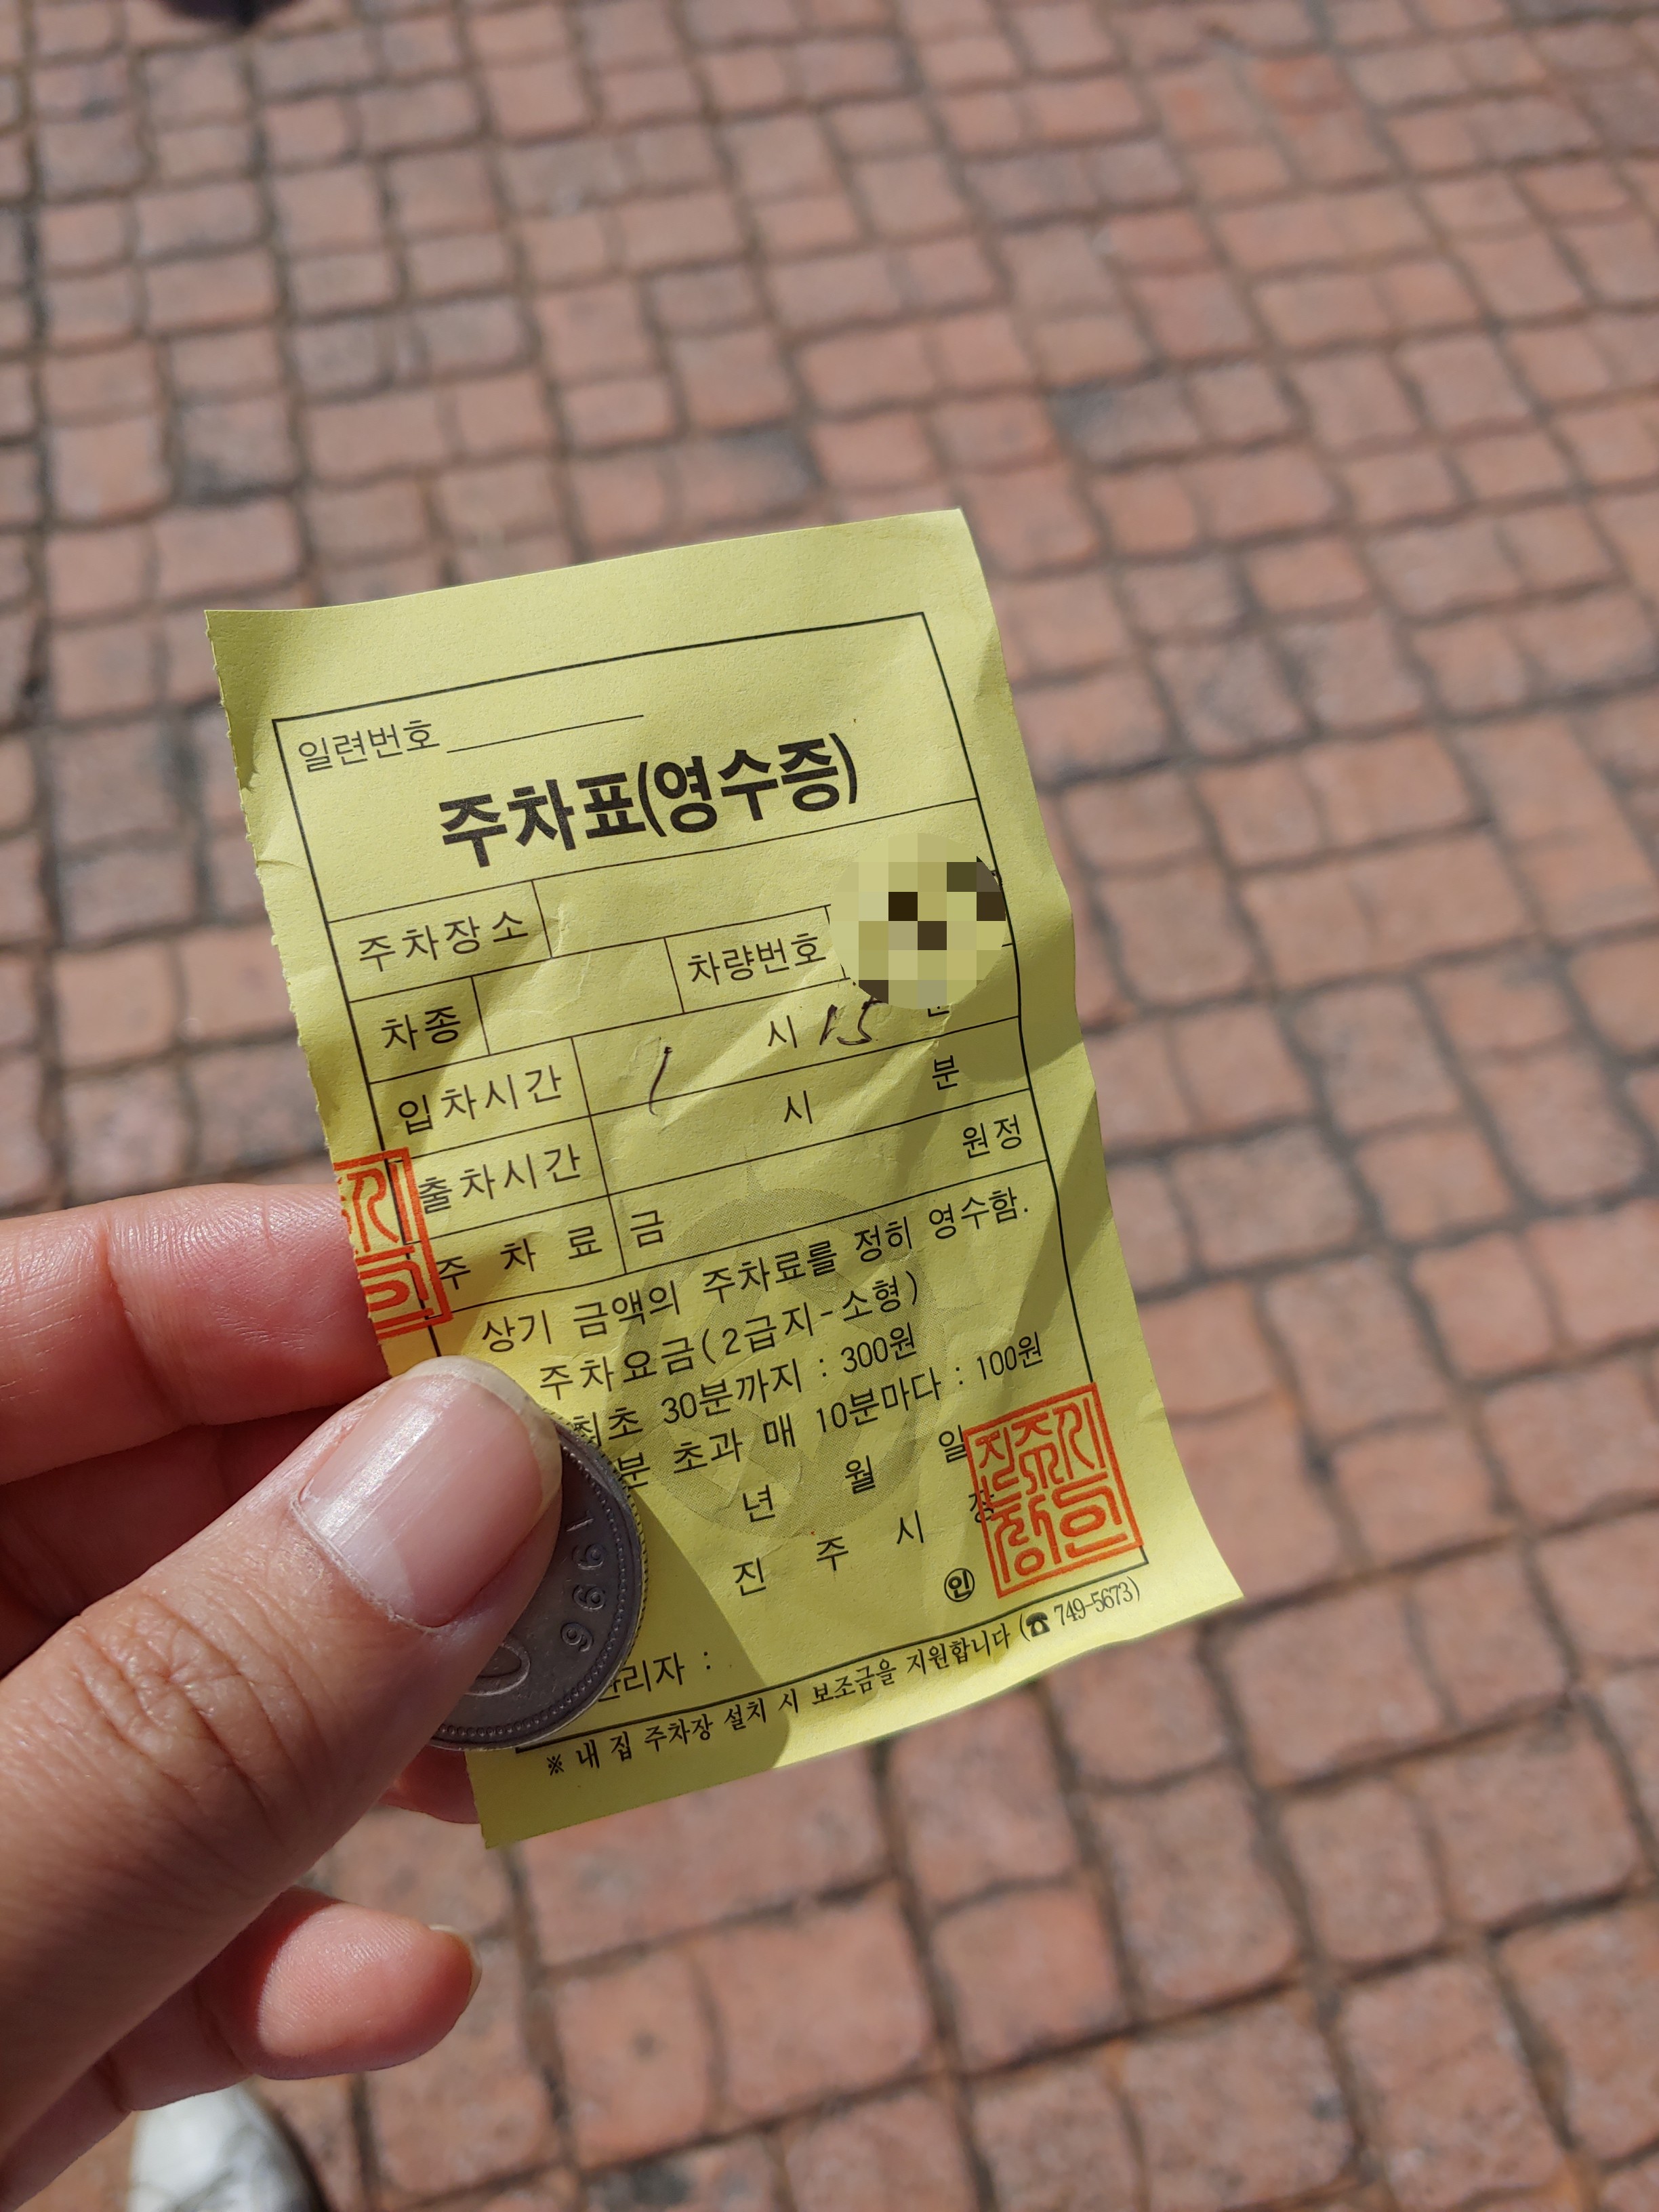 일련번호
주차표(영수증)
주차장소
차종 차량번호
입차시간 1 시 15
출차시간 시 분
주 차 료 금 원정
상기 금액의 주차료를 정히 영수함.
주차요금(2급지-소형)
최초 30분까지 : 300원
분 초과 매 10분마다 : 100원
년 월 일
진 주 시 장
인
관리자 :
※ 내 집 주차장 설치 시 보조금을 지원합니다 (☎ 749-5673)
1996